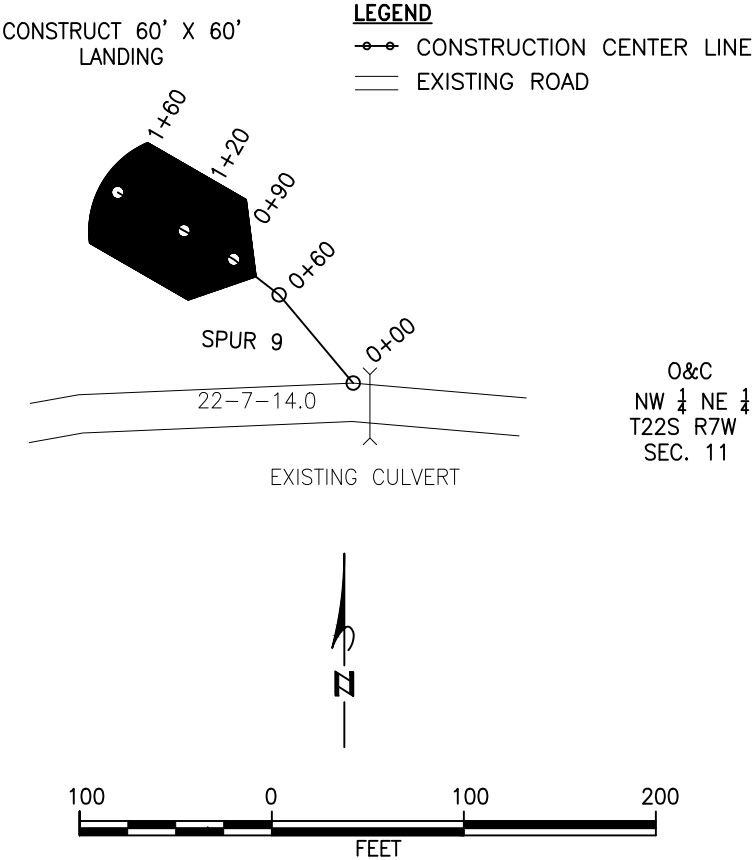 LEGEND
CONSTRUCTION CENTER LINE
EXISTING ROAD
CONSTRUCT 60' X 60'
LANDING
1+60
1+20
0+90
0+60
0+00
SPUR 9
22-7-14.0
EXISTING CULVERT
O&C
NW 1/4 NE 1/4
T22S R7W
SEC. 11
N
100 0 100 200
FEET